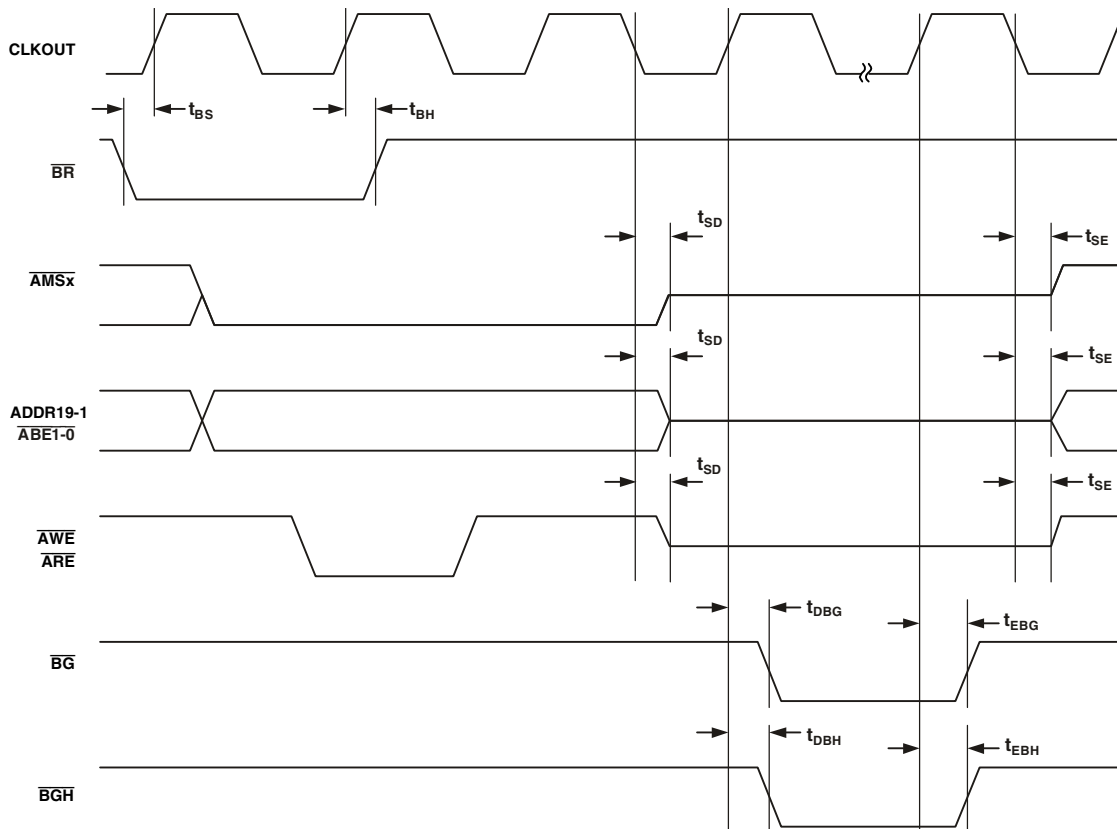 CLKOUT
tBS
tBH
BR
tSD
tSE
AMSx
tSD
tSE
ADDR19-1
ABE1-0
tSD
tSE
AWE
ARE
tDBG
tEBG
BG
tDBH
tEBH
BGH